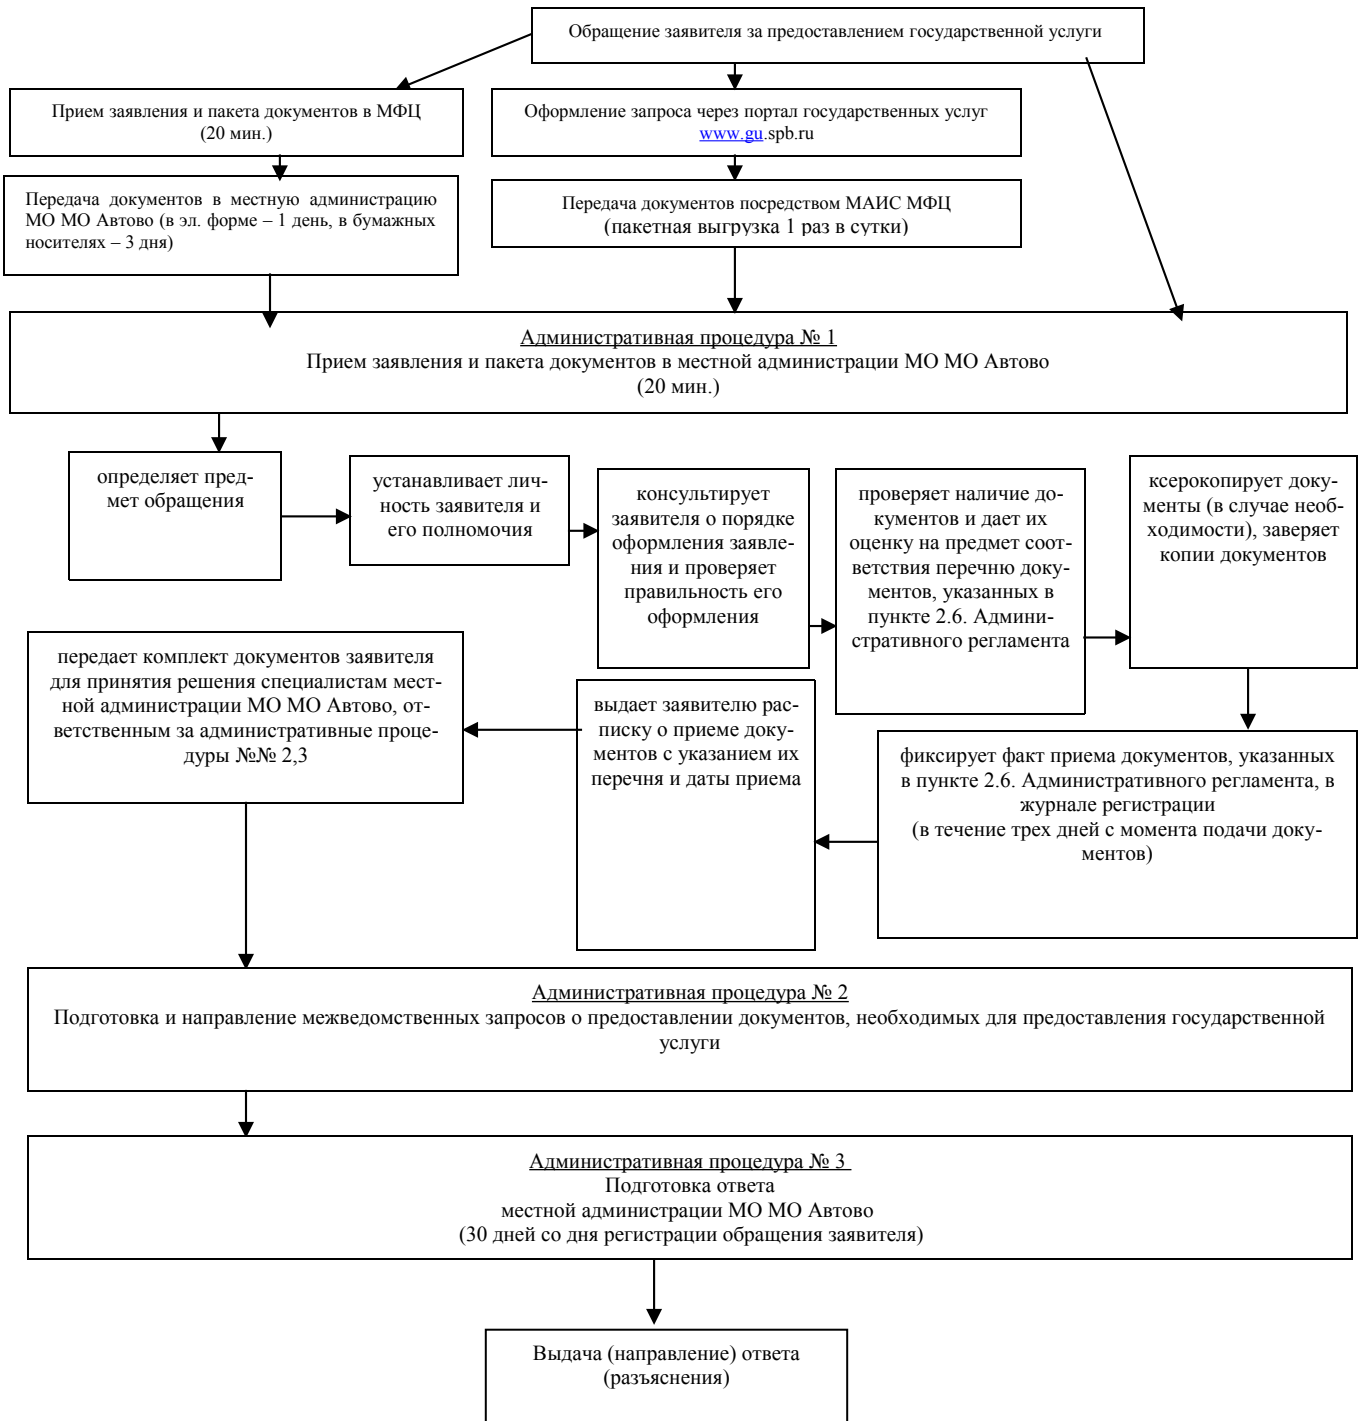 Обращение заявителя за предоставлением государственной услуги
Прием заявления и пакета документов в МФЦ
(20 мин.)
Оформление запроса через портал государственных услуг
www.gu.spb.ru
Передача документов в местную администрацию
МО МО Автово (в эл. форме – 1 день, в бумажных
носителях – 3 дня)
Передача документов посредством МАИС МФЦ
(пакетная выгрузка 1 раз в сутки)
Административная процедура № 1
Прием заявления и пакета документов в местной администрации МО МО Автово
(20 мин.)
определяет пред-
мет обращения
устанавливает лич-
ность заявителя и
его полномочия
консультирует
заявителя о порядке
оформления заявле-
ния и проверяет
правильность его
оформления
проверяет наличие до-
кументов и дает их
оценку на предмет соот-
ветствия перечню доку-
ментов, указанных в
пункте 2.6. Админи-
стративного регламента
ксерокопирует доку-
менты (в случае необ-
ходимости), заверяет
копии документов
передает комплект документов заявителя
для принятия решения специалистам мест-
ной администрации МО МО Автово, от-
ветственным за административные проце-
дуры №№ 2,3
выдает заявителю рас-
писку о приеме доку-
ментов с указанием их
перечня и даты приема
фиксирует факт приема документов, указанных
в пункте 2.6. Административного регламента, в
журнале регистрации
(в течение трех дней с момента подачи доку-
ментов)
Административная процедура № 2
Подготовка и направление межведомственных запросов о предоставлении документов, необходимых для предоставления государственной
услуги
Административная процедура № 3
Подготовка ответа
местной администрации МО МО Автово
(30 дней со дня регистрации обращения заявителя)
Выдача (направление) ответа
(разъяснения)